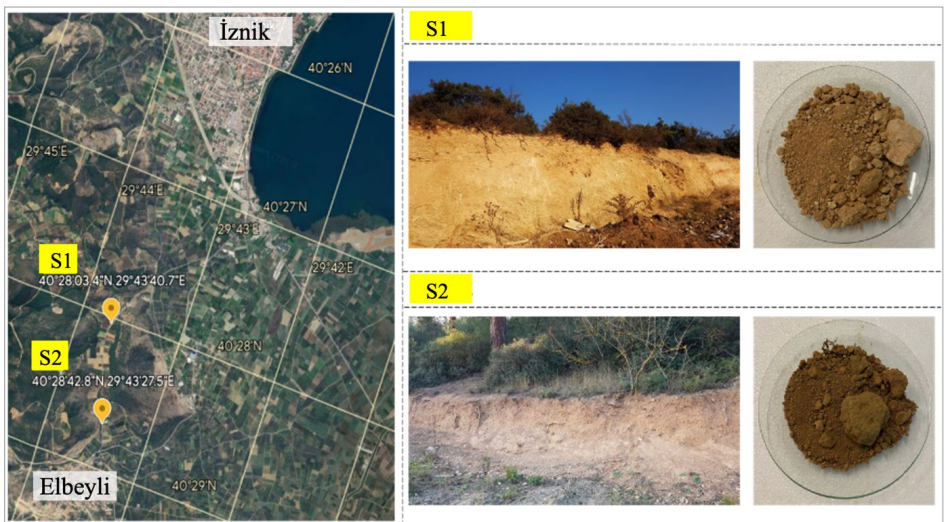 İznik
40°26'N
29°45'E
29°44'E
40°27'N
29°43'E
29°42'E
S1
40°28'03.4"N 29°43'40.7"E
40°28'N
S2
40°28'42.8"N 29°43'27.5"E
Elbeyli
40°29'N
S1
S2